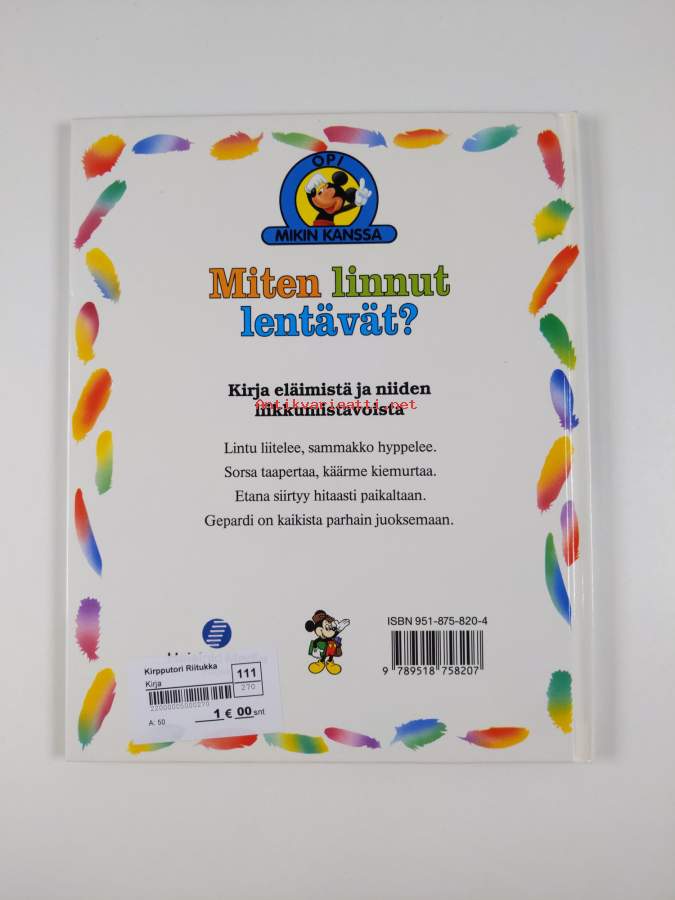 OPI
MIKIN KANSSA
Miten linnut
lentävät?
Kirja eläimistä ja niiden
liikkumistavoista
Antikvariaatti.net
Lintu liitelee, sammakko hyppelee.
Sorsa taapertaa, käärme kiemurtaa.
Etana siirtyy hitaasti paikaltaan.
Gepardi on kaikista parhain juoksemaan.
ISBN 951-875-820-4
9 789518 758207
Kirpputori Riitukka
Kirja
111
270
22000005000270
A: 50
1 € 00 snt